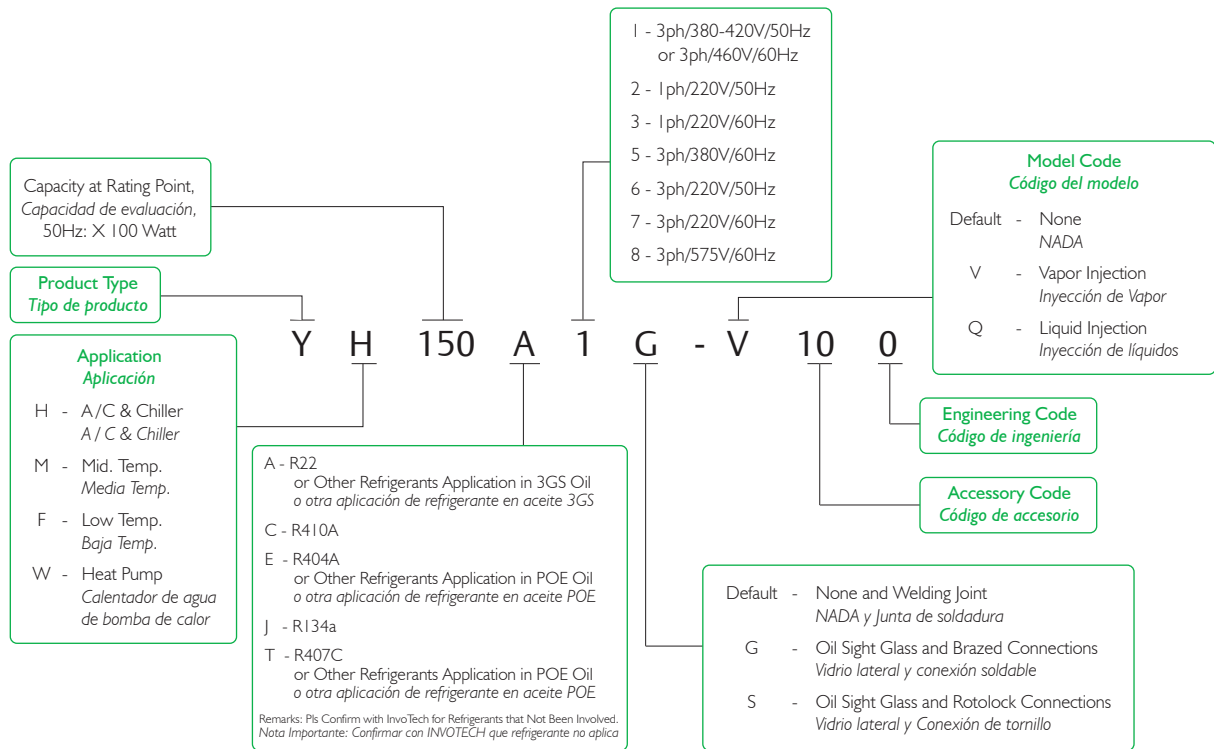 1 - 3ph/380-420V/50Hz
or 3ph/460V/60Hz
2 - 1ph/220V/50Hz
3 - 1ph/220V/60Hz
5 - 3ph/380V/60Hz
6 - 3ph/220V/50Hz
7 - 3ph/220V/60Hz
8 - 3ph/575V/60Hz
Capacity at Rating Point,
Capacidad de evaluación,
50Hz: X 100 Watt
Product Type
Tipo de producto
Model Code
Código del modelo
Default - None
NADA
V - Vapor Injection
Inyección de Vapor
Q - Liquid Injection
Inyección de líquidos
Y H 150 A 1 G - V 10 0
Application
Aplicación
H - A/C & Chiller
A / C & Chiller
M - Mid. Temp.
Media Temp.
F - Low Temp.
Baja Temp.
W - Heat Pump
Calentador de agua
de bomba de calor
A - R22
or Other Refrigerants Application in 3GS Oil
o otra aplicación de refrigerante en aceite 3GS
C - R410A
E - R404A
or Other Refrigerants Application in POE Oil
o otra aplicación de refrigerante en aceite POE
J - R134a
T - R407C
or Other Refrigerants Application in POE Oil
o otra aplicación de refrigerante en aceite POE
Remarks: Pls Confirm with InvoTech for Refrigerants that Not Been Involved.
Nota Importante: Confirmar con INVOTECH que refrigerante no aplica
Engineering Code
Código de ingeniería
Accessory Code
Código de accesorio
Default - None and Welding Joint
NADA y Junta de soldadura
G - Oil Sight Glass and Brazed Connections
Vidrio lateral y conexión soldable
S - Oil Sight Glass and Rotolock Connections
Vidrio lateral y Conexión de tornillo